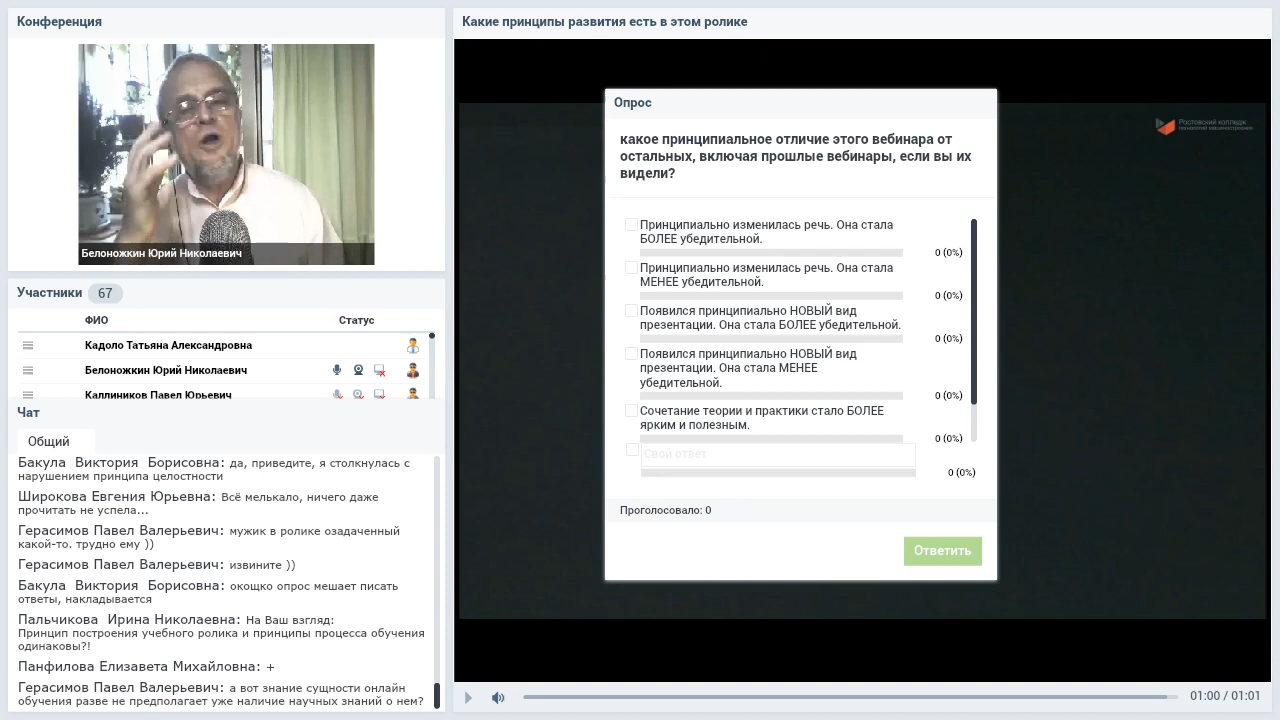 Конференция
Белоножкин Юрий Николаевич
Участники 67
ФИО Статус
Кадоло Татьяна Александровна
Белоножкин Юрий Николаевич
Каллиников Павел Юрьевич
Чат
Общий
Бакула Виктория Борисовна: да, приведите, я столкнулась с
нарушением принципа целостности
Широкова Евгения Юрьевна: Всё мелькало, ничего даже
прочитать не успела...
Герасимов Павел Валерьевич: мужик в ролике озадаченный
какой-то. трудно ему ))
Герасимов Павел Валерьевич: извините ))
Бакула Виктория Борисовна: окощко опрос мешает писать
ответы, накладывается
Пальчикова Ирина Николаевна: На Ваш взгляд:
Принцип построения учебного ролика и принципы процесса обучения
одинаковы?!
Панфилова Елизавета Михайловна: +
Герасимов Павел Валерьевич: а вот знание сущности онлайн
обучения разве не предполагает уже наличие научных знаний о нем?
Какие принципы развития есть в этом ролике
Ростовский колледж
технологий машиностроения
Опрос
какое принципиальное отличие этого вебинара от
остальных, включая прошлые вебинары, если вы их
видели?
Принципиально изменилась речь. Она стала
БОЛЕЕ убедительной.
0 (0%)
Принципиально изменилась речь. Она стала
МЕНЕЕ убедительной.
0 (0%)
Появился принципиально НОВЫЙ вид
презентации. Она стала БОЛЕЕ убедительной.
0 (0%)
Появился принципиально НОВЫЙ вид
презентации. Она стала МЕНЕЕ
убедительной.
0 (0%)
Сочетание теории и практики стало БОЛЕЕ
ярким и полезным.
0 (0%)
Свой ответ
0 (0%)
Проголосовало: 0
Ответить
01:00 / 01:01